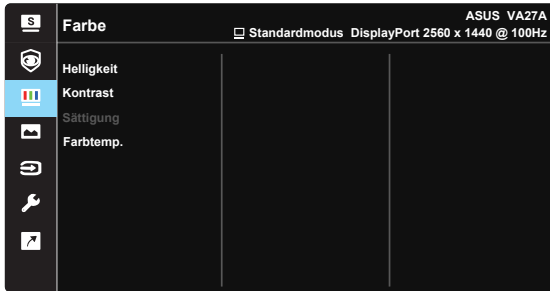 S
Farbe
ASUS VA27A
Standardmodus DisplayPort 2560 x 1440 @ 100Hz
Helligkeit
Kontrast
Sättigung
Farbtemp.